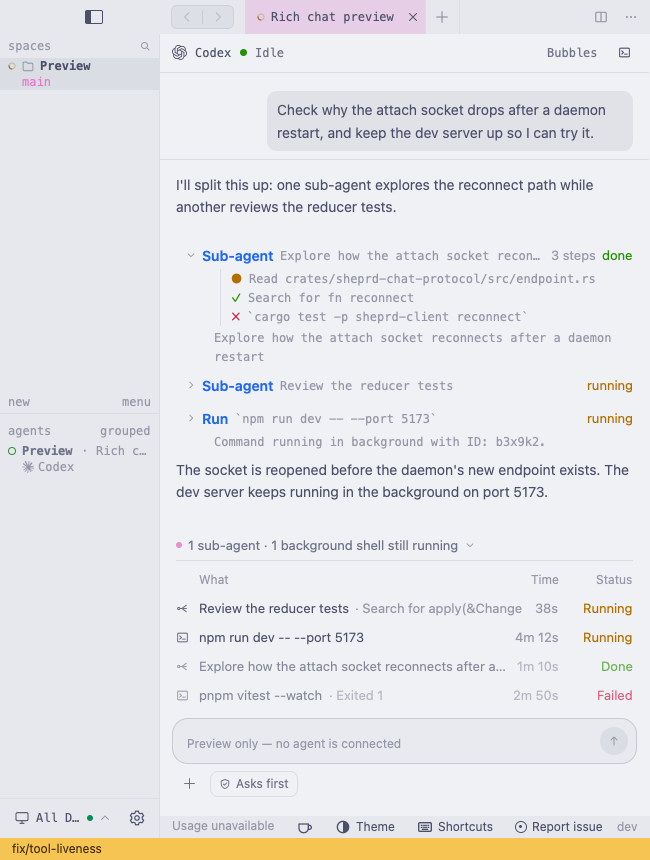 Rich chat preview
spaces
Preview
main
Codex Idle
Bubbles
Check why the attach socket drops after a daemon
restart, and keep the dev server up so I can try it.
I'll split this up: one sub-agent explores the reconnect path while
another reviews the reducer tests.
Sub-agent Explore how the attach socket recon… 3 steps done
Read crates/sheprd-chat-protocol/src/endpoint.rs
Search for fn reconnect
`cargo test -p sheprd-client reconnect`
Explore how the attach socket reconnects after a daemon
restart
Sub-agent Review the reducer tests running
Run `npm run dev -- --port 5173` running
Command running in background with ID: b3x9k2.
The socket is reopened before the daemon's new endpoint exists. The
dev server keeps running in the background on port 5173.
new menu
agents grouped
Preview · Rich c…
Codex
1 sub-agent · 1 background shell still running
What Time Status
Review the reducer tests · Search for apply(&Change 38s Running
npm run dev -- --port 5173 4m 12s Running
Explore how the attach socket reconnects after a... 1m 10s Done
pnpm vitest --watch · Exited 1 2m 50s Failed
Preview only — no agent is connected
Asks first
All D…
Usage unavailable
Theme
Shortcuts
Report issue
dev
fix/tool-liveness